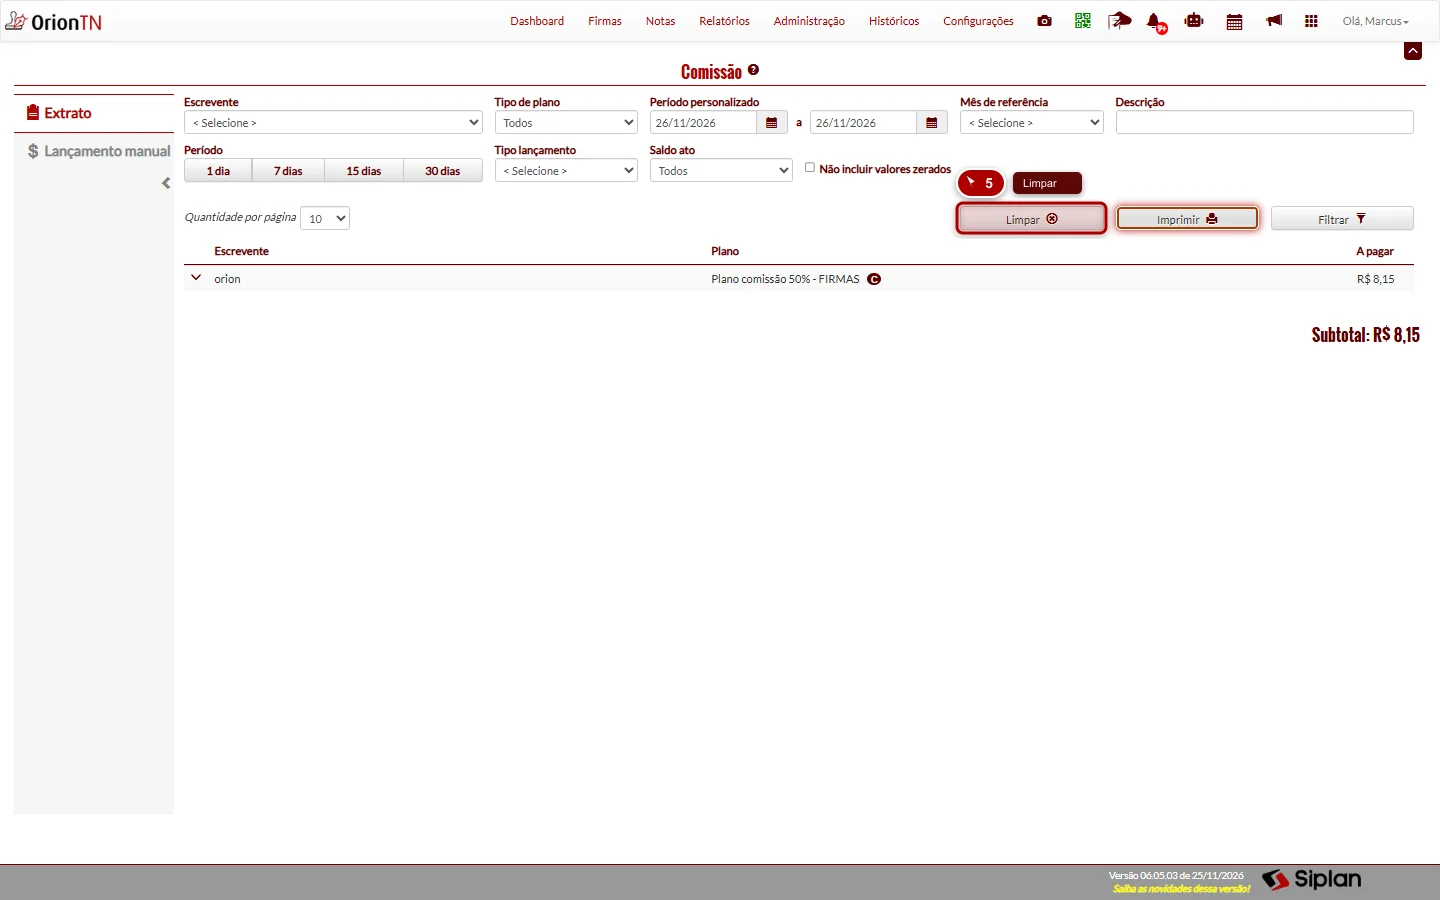 OrionTN
Dashboard Firmas Notas Relatórios Administração Históricos Configurações 9+ Olá, Marcus
Comissão ?
Extrato
$ Lançamento manual
Escrevente Tipo de plano Período personalizado Mês de referência Descrição
< Selecione > Todos 26/11/2026 a 26/11/2026 < Selecione >
Período Tipo lançamento Saldo ato
1 dia 7 dias 15 dias 30 dias < Selecione > Todos Não incluir valores zerados
5 Limpar
Quantidade por página 10 Limpar Imprimir Filtrar
Escrevente Plano A pagar
orion Plano comissão 50% - FIRMAS C R$ 8,15
Subtotal: R$ 8,15
Versão 06.05.03 de 25/11/2026
Saiba as novidades dessa versão!
Siplan